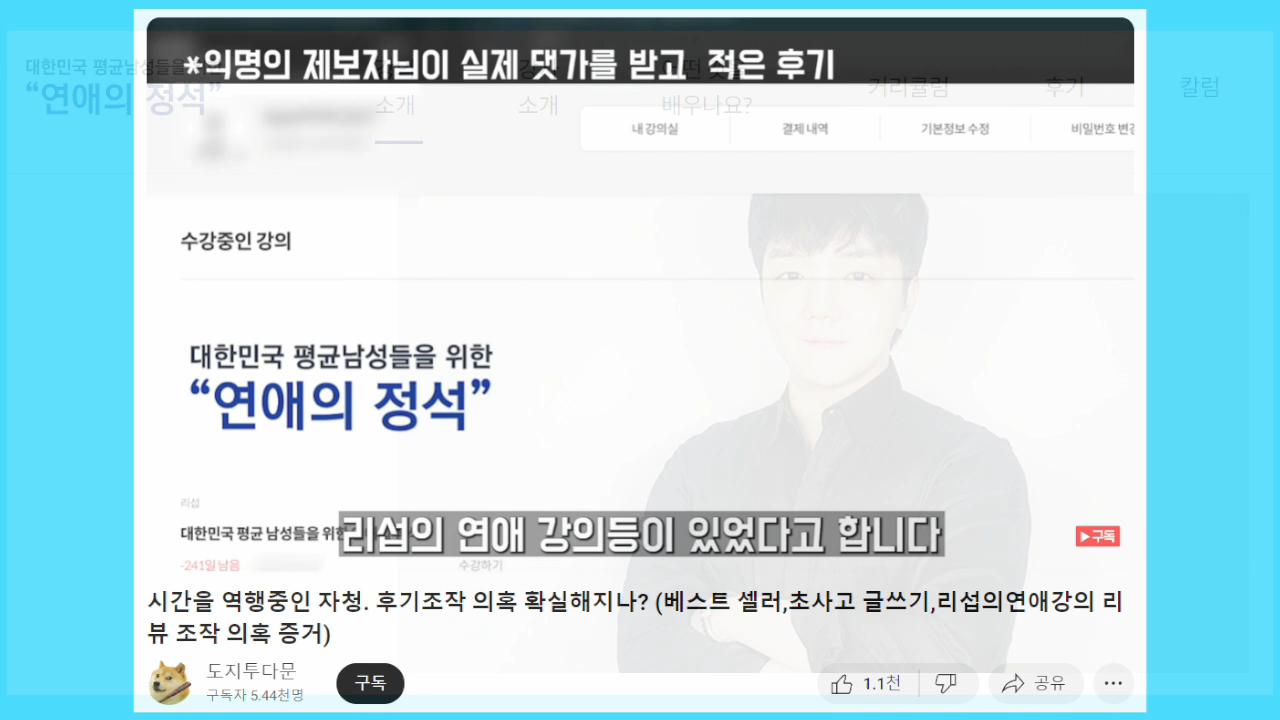 *익명의 제보자님이 실제 댓가를 받고 적은 후기
대한민국 평균남성들을 위한
“연애의 정석”
소개
소개
배우나요?
커리큘럼
후기
칼럼
내 강의실
결제 내역
기본정보 수정
비밀번호 변경
수강중인 강의
대한민국 평균남성들을 위한
“연애의 정석”
리섭
대한민국 평균 남성들을 위한
리섭의 연애 강의등이 있었다고 합니다
▶구독
-241일 남음
수강하기
시간을 역행중인 자청. 후기조작 의혹 확실해지나? (베스트 셀러,초사고 글쓰기,리섭의연애강의 리
뷰 조작 의혹 증거)
도지투다문
구독자 5.44천명
구독
1.1천
공유